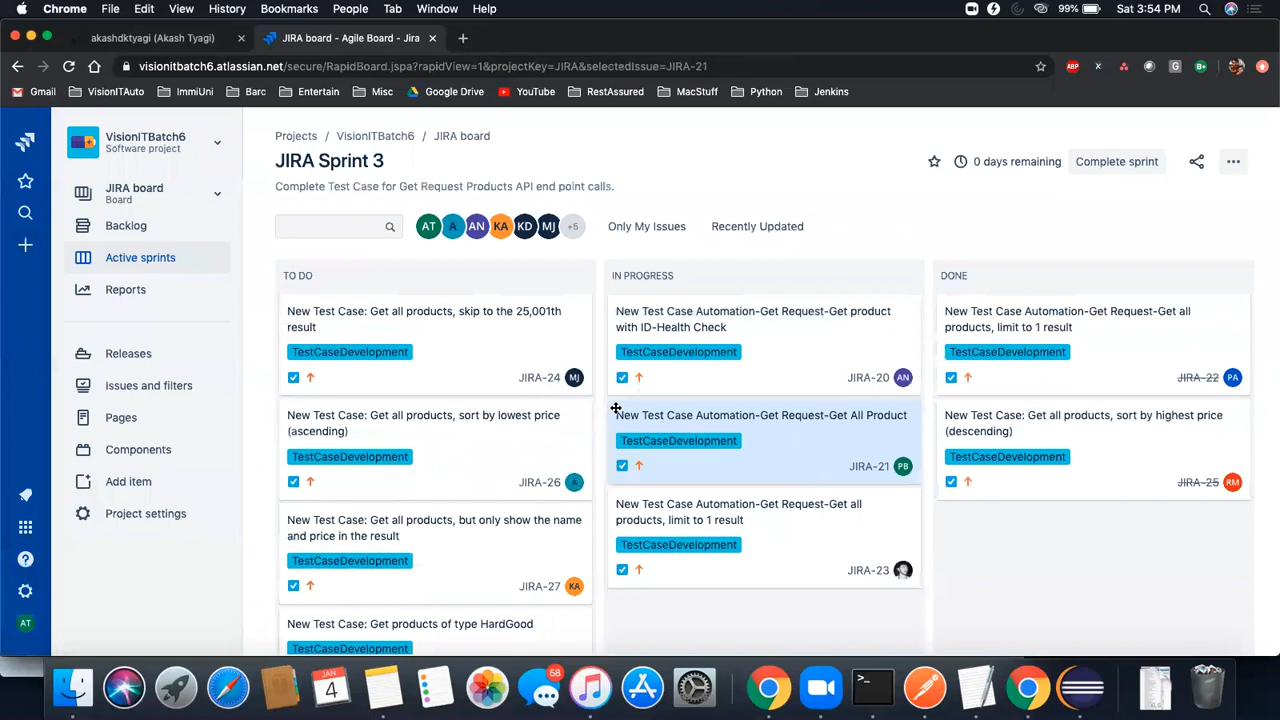 Chrome File Edit View History Bookmarks People Tab Window Help 99% Sat 3:54 PM
akashdktyagi (Akash Tyagi) JIRA board - Agile Board - Jira
visionitbatch6.atlassian.net/secure/RapidBoard.jspa?rapidView=1&projectKey=JIRA&selectedIssue=JIRA-21
Gmail VisionITAuto ImmiUni Barc Entertain Misc Google Drive YouTube RestAssured MacStuff Python Jenkins
VisionITBatch6
Software project
JIRA board
Board
Backlog
Active sprints
Reports
Releases
Issues and filters
Pages
Components
Add item
Project settings
AT
Projects / VisionITBatch6 / JIRA board
JIRA Sprint 3
0 days remaining Complete sprint
Complete Test Case for Get Request Products API end point calls.
AT A AN KA KD MJ +5 Only My Issues Recently Updated
TO DO
New Test Case: Get all products, skip to the 25,001th
result
TestCaseDevelopment
JIRA-24 MJ
New Test Case: Get all products, sort by lowest price
(ascending)
TestCaseDevelopment
JIRA-26 A
New Test Case: Get all products, but only show the name
and price in the result
TestCaseDevelopment
JIRA-27 KA
New Test Case: Get products of type HardGood
TestCaseDevelopment
IN PROGRESS
New Test Case Automation-Get Request-Get product
with ID-Health Check
TestCaseDevelopment
JIRA-20 AN
New Test Case Automation-Get Request-Get All Product
TestCaseDevelopment
JIRA-21 PB
New Test Case Automation-Get Request-Get all
products, limit to 1 result
TestCaseDevelopment
JIRA-23
DONE
New Test Case Automation-Get Request-Get all
products, limit to 1 result
TestCaseDevelopment
JIRA-22 PA
New Test Case: Get all products, sort by highest price
(descending)
TestCaseDevelopment
JIRA-25 RM
JAN
4
58